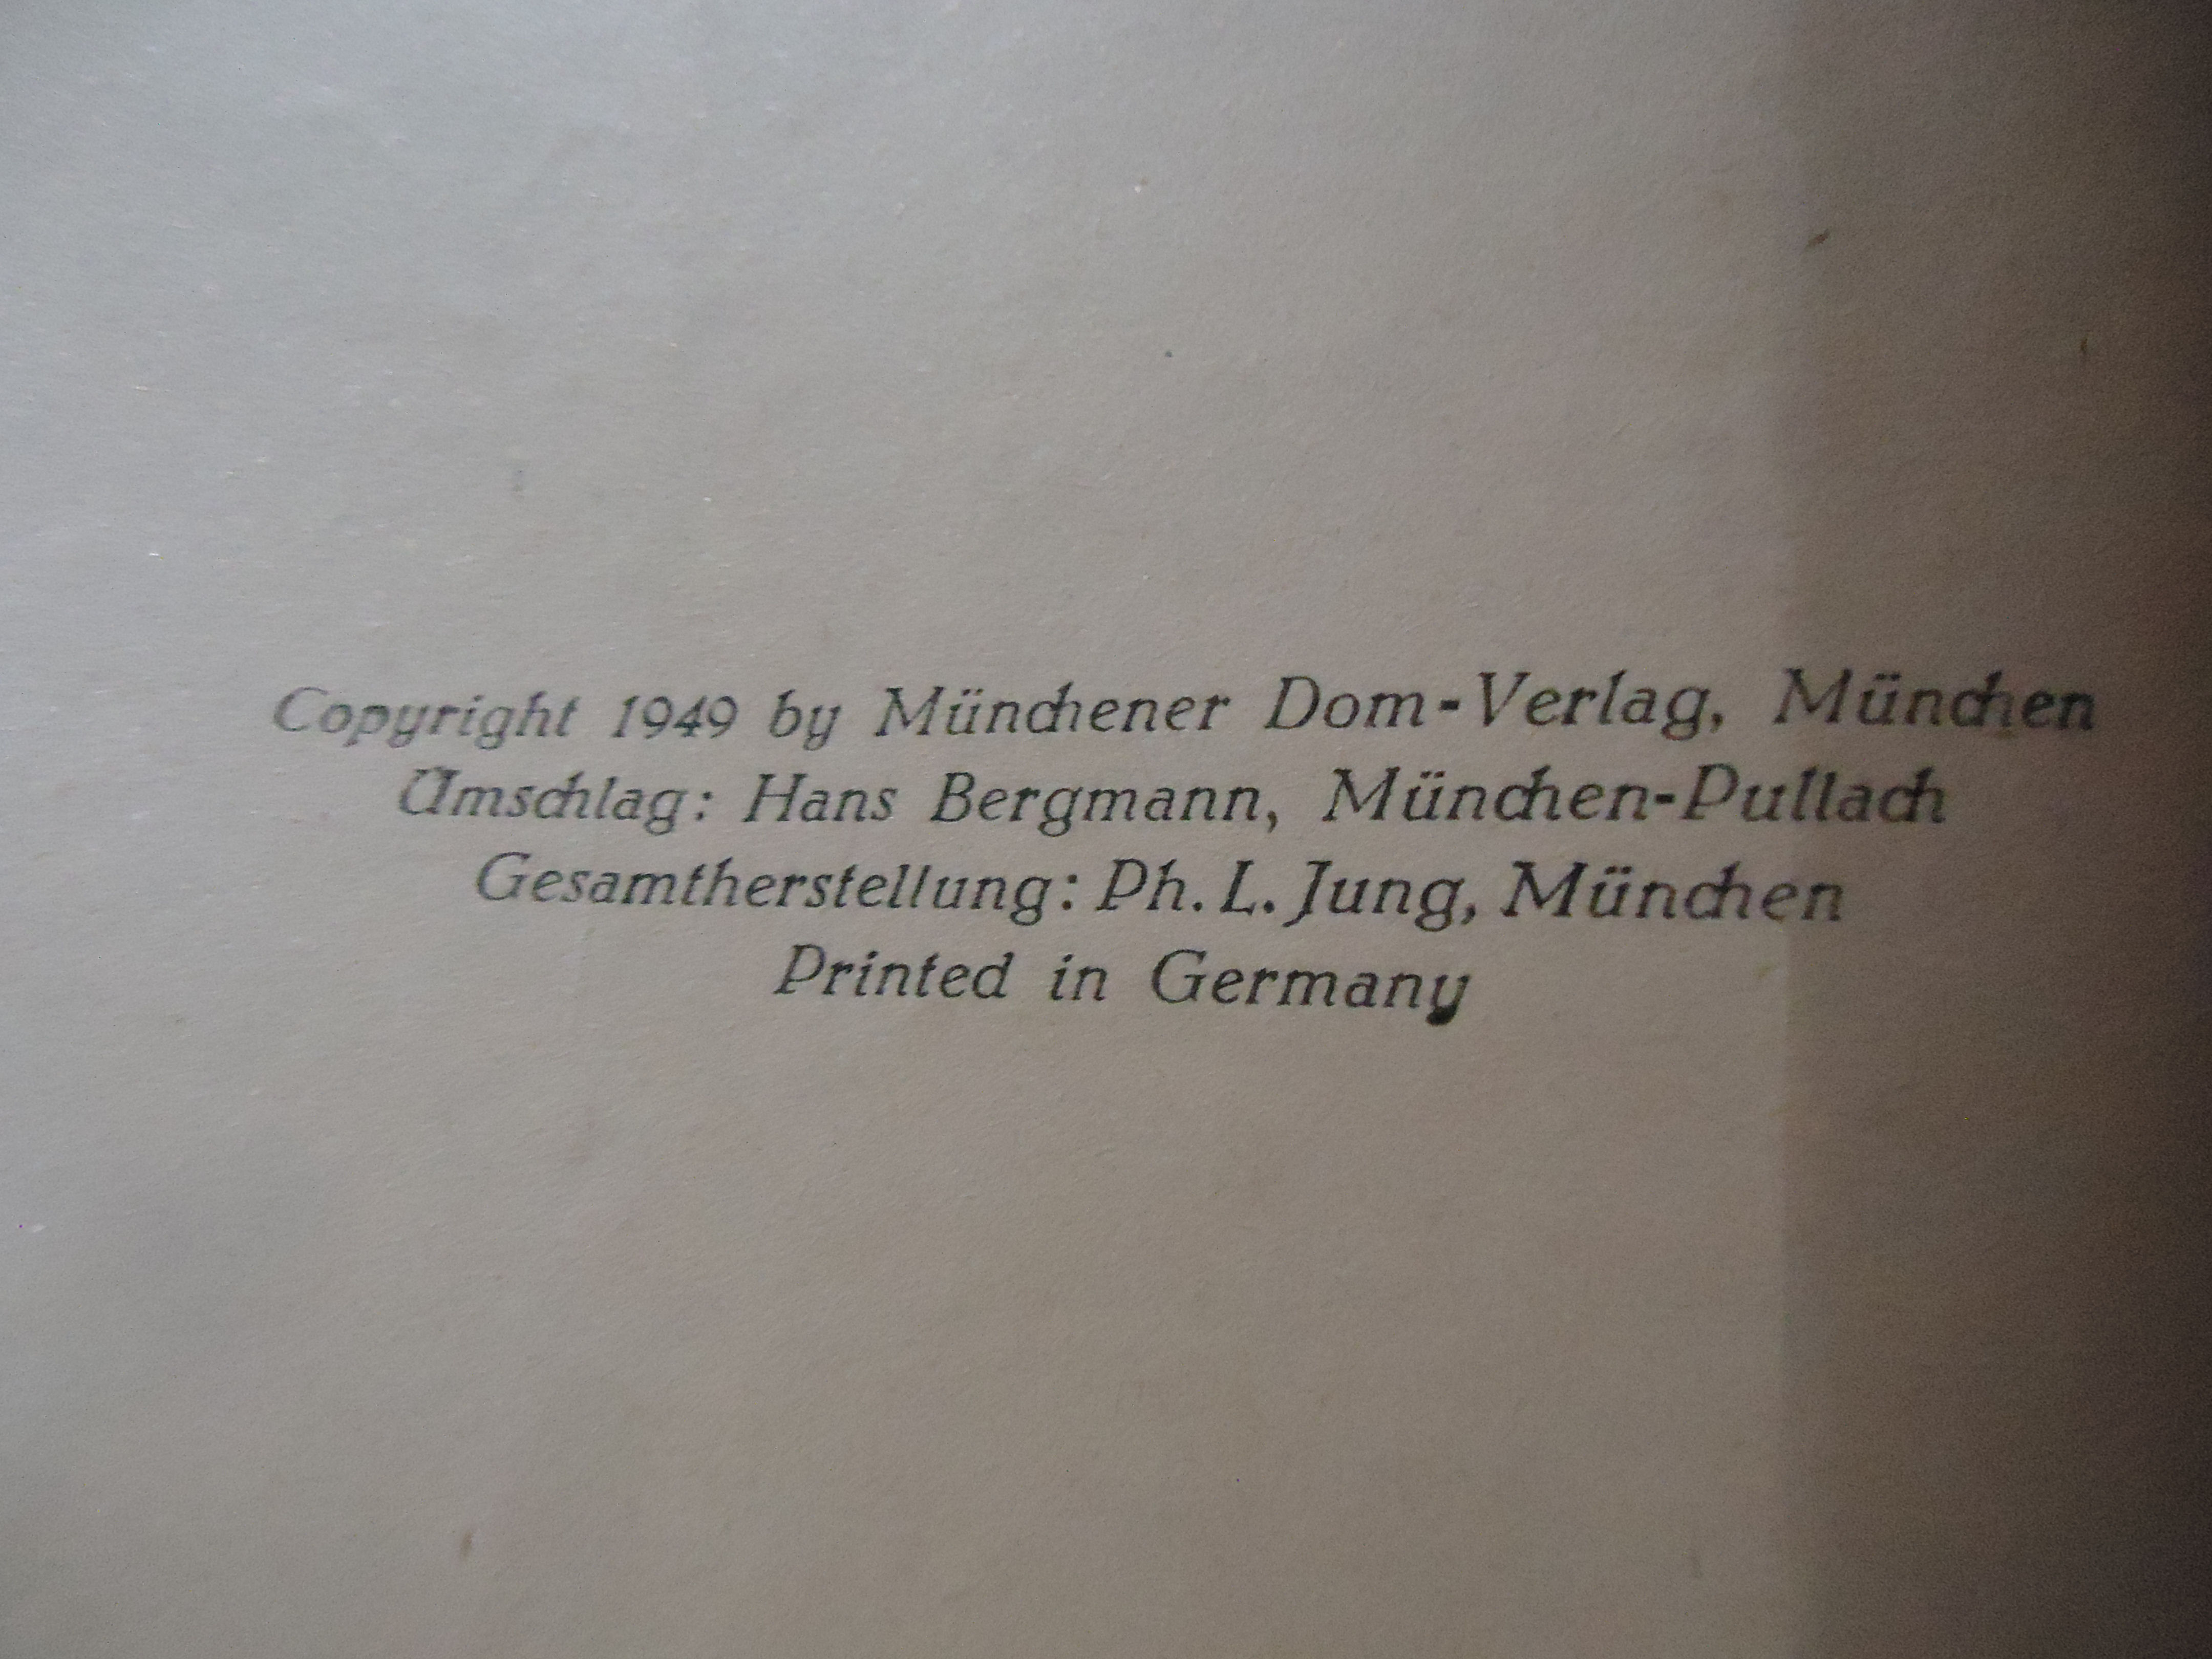 Copyright 1949 by Münchener Dom-Verlag, München
Umschlag: Hans Bergmann, München-Pullach
Gesamtherstellung: Ph. L. Jung, München
Printed in Germany